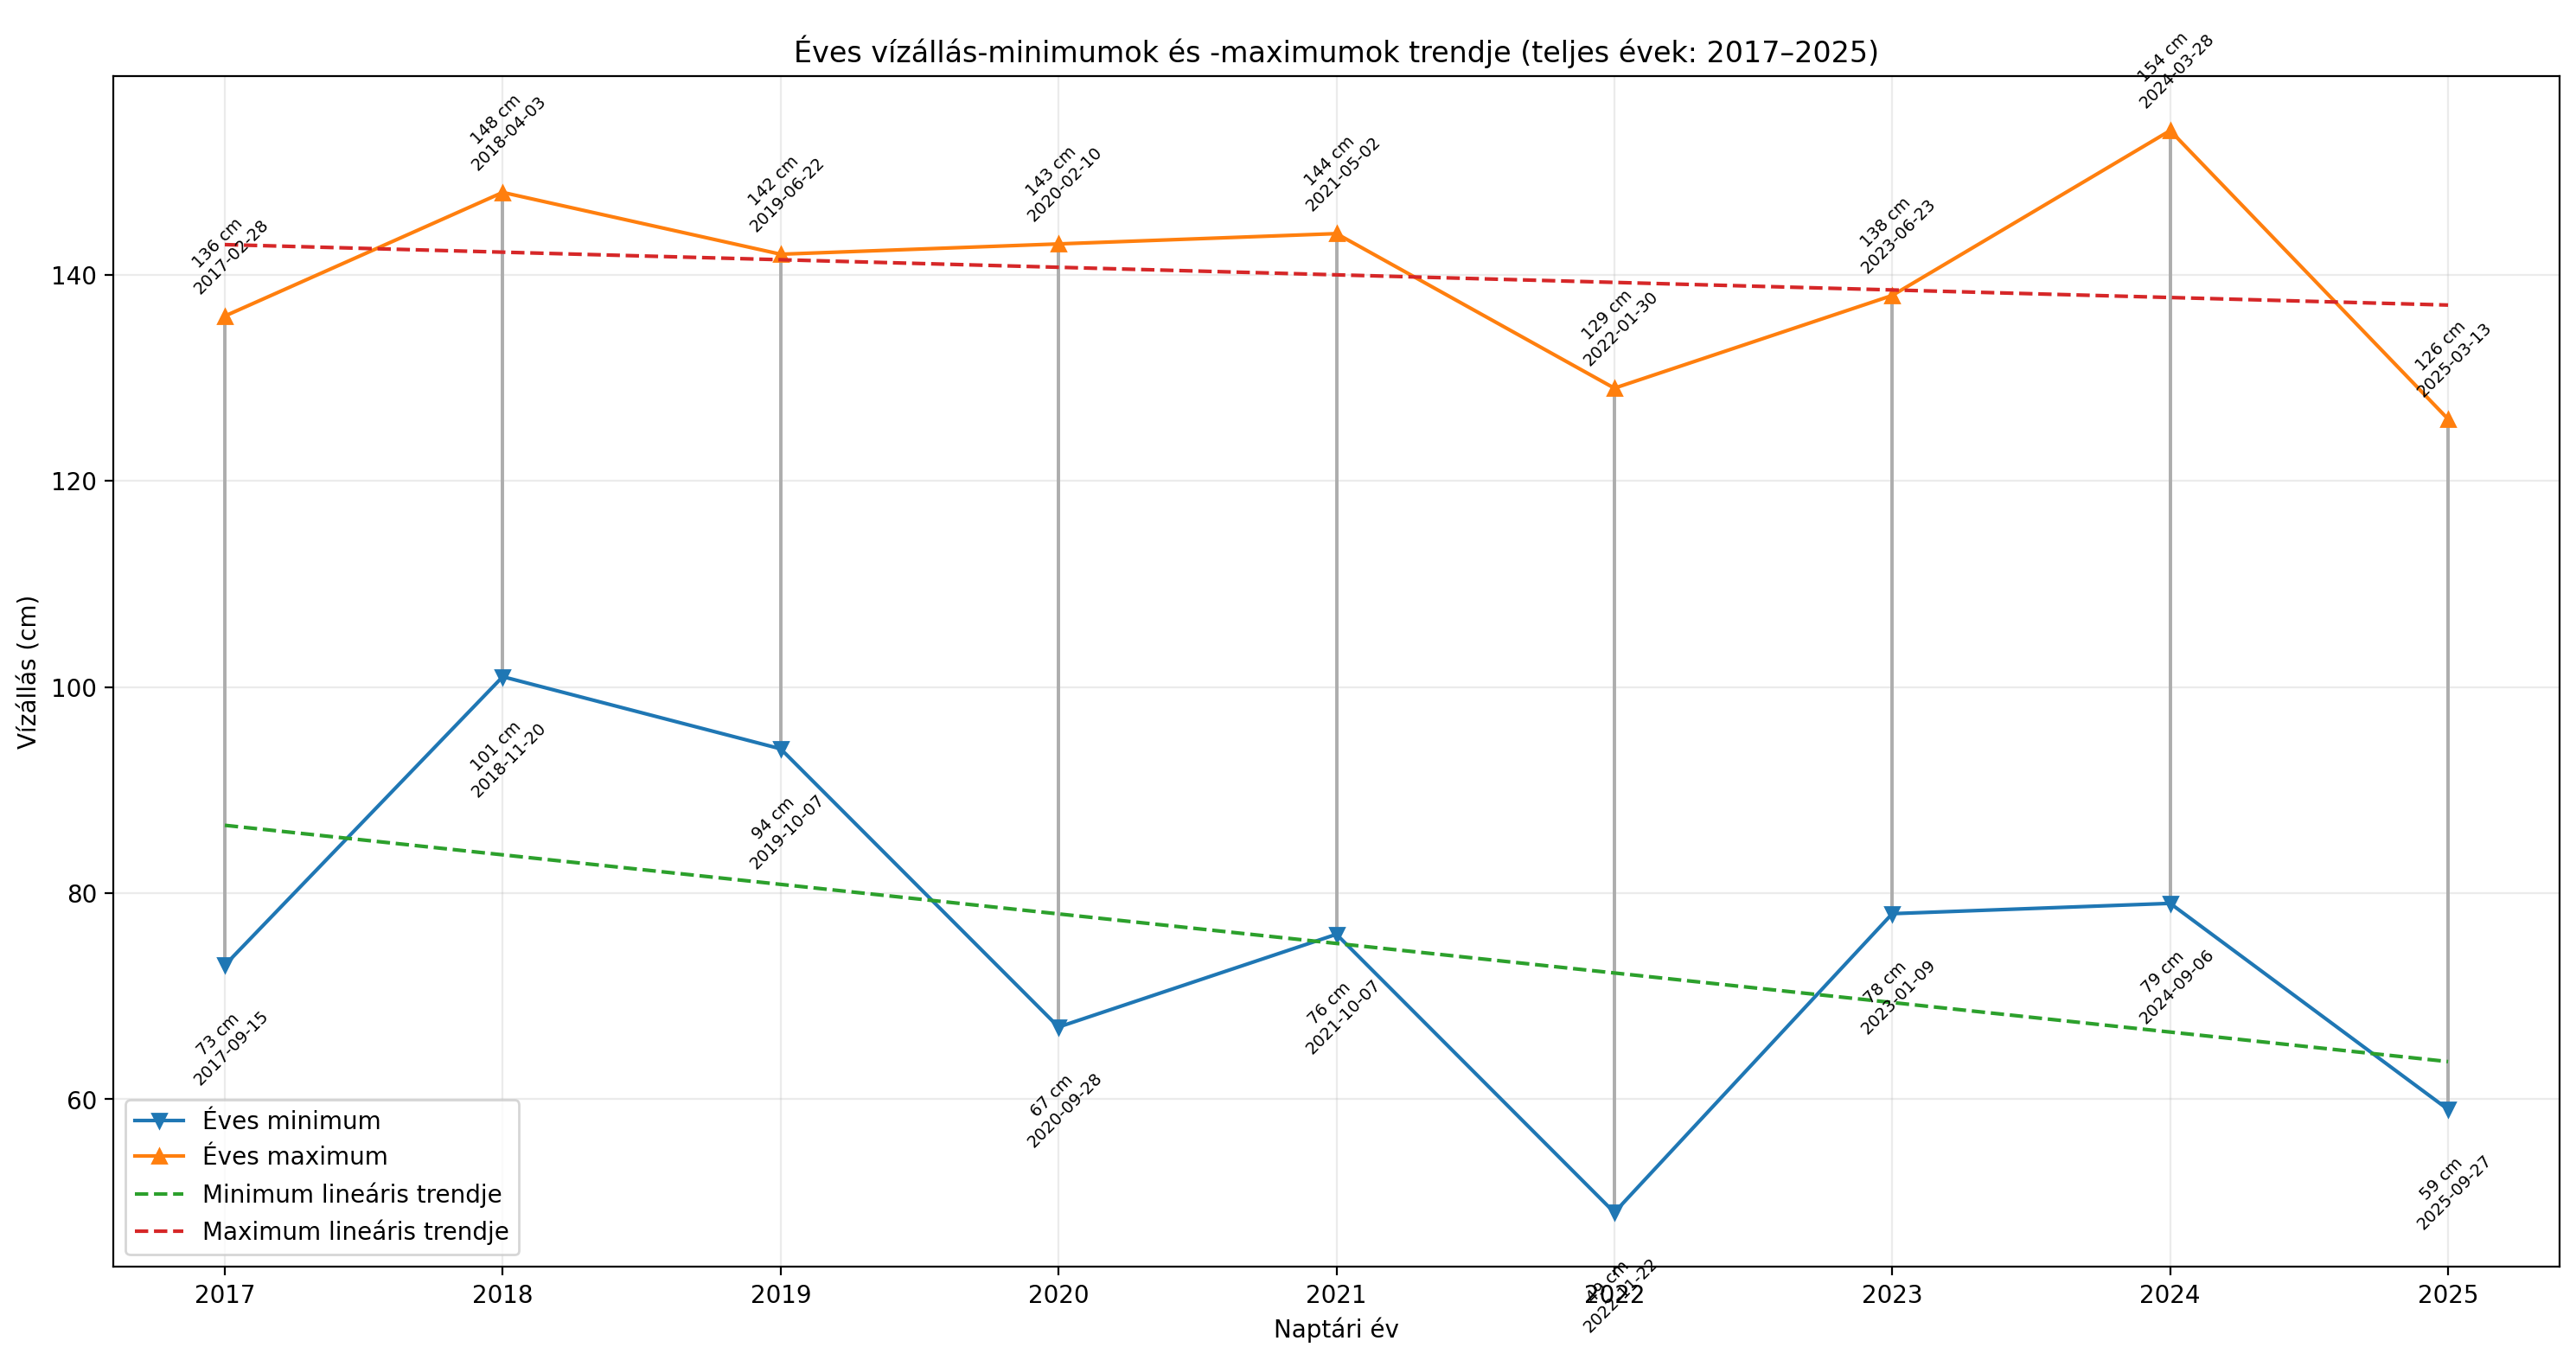 Éves vízállás-minimumok és -maximumok trendje (teljes évek: 2017–2025)
154 cm
2024-03-28
148 cm
2018-04-03
144 cm
2021-05-02
143 cm
2020-02-10
142 cm
2019-06-22
138 cm
2023-06-23
136 cm
2017-02-28
129 cm
2022-01-30
126 cm
2025-03-13
140
120
100
80
60
Vízállás (cm)
101 cm
2018-11-20
94 cm
2019-10-07
79 cm
2024-09-06
78 cm
2023-01-09
76 cm
2021-10-07
73 cm
2017-09-15
67 cm
2020-09-28
59 cm
2025-09-27
Éves minimum
Éves maximum
Minimum lineáris trendje
Maximum lineáris trendje
49 cm
2017
2018
2019
2020
2021
2022
2023
2024
2025
Naptári év